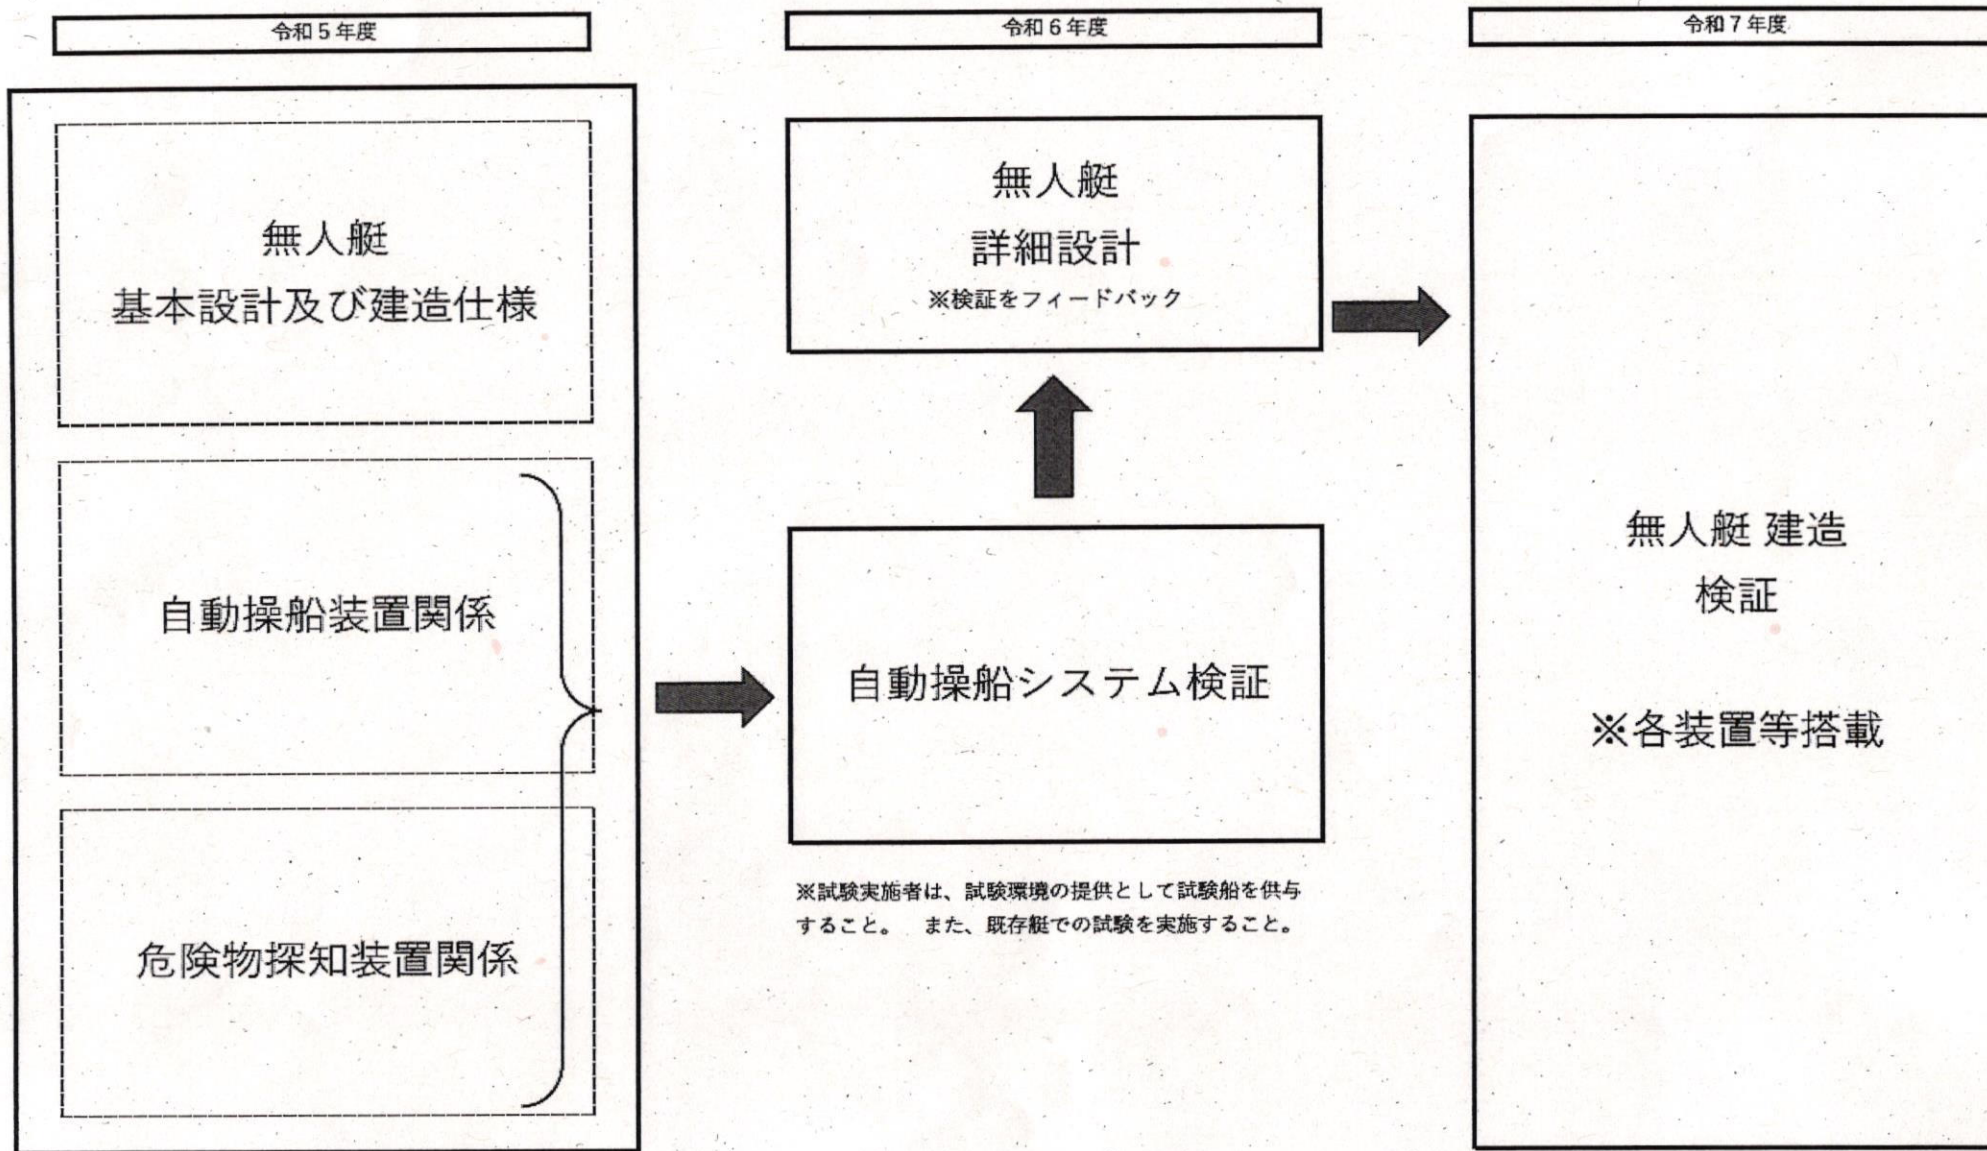 令和5年度
無人艇
基本設計及び建造仕様
自動操船装置関係
危険物探知装置関係
令和6年度
無人艇
詳細設計
※検証をフィードバック
自動操船システム検証
※試験実施者は、試験環境の提供として試験船を供与
すること。　また、既存艇での試験を実施すること。
令和7年度
無人艇 建造
検証
※各装置等搭載